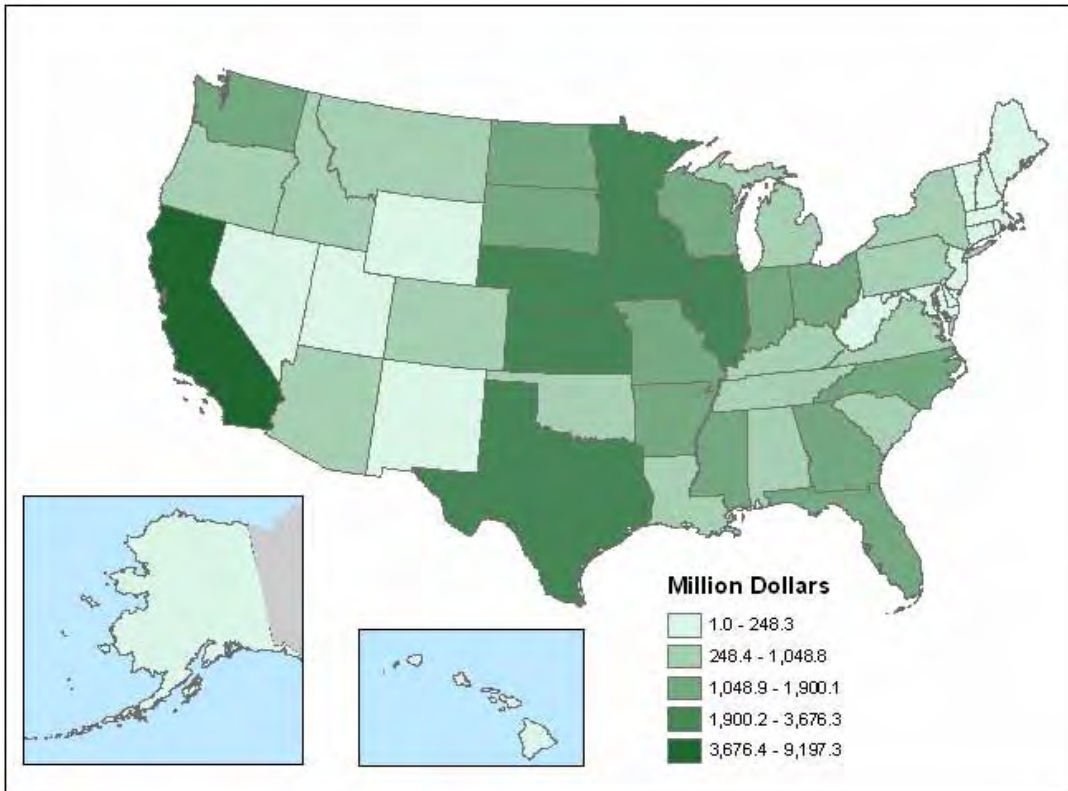 Million Dollars
1.0 - 248.3
248.4 - 1,048.8
1,048.9 - 1,900.1
1,900.2 - 3,676.3
3,676.4 - 9,197.3